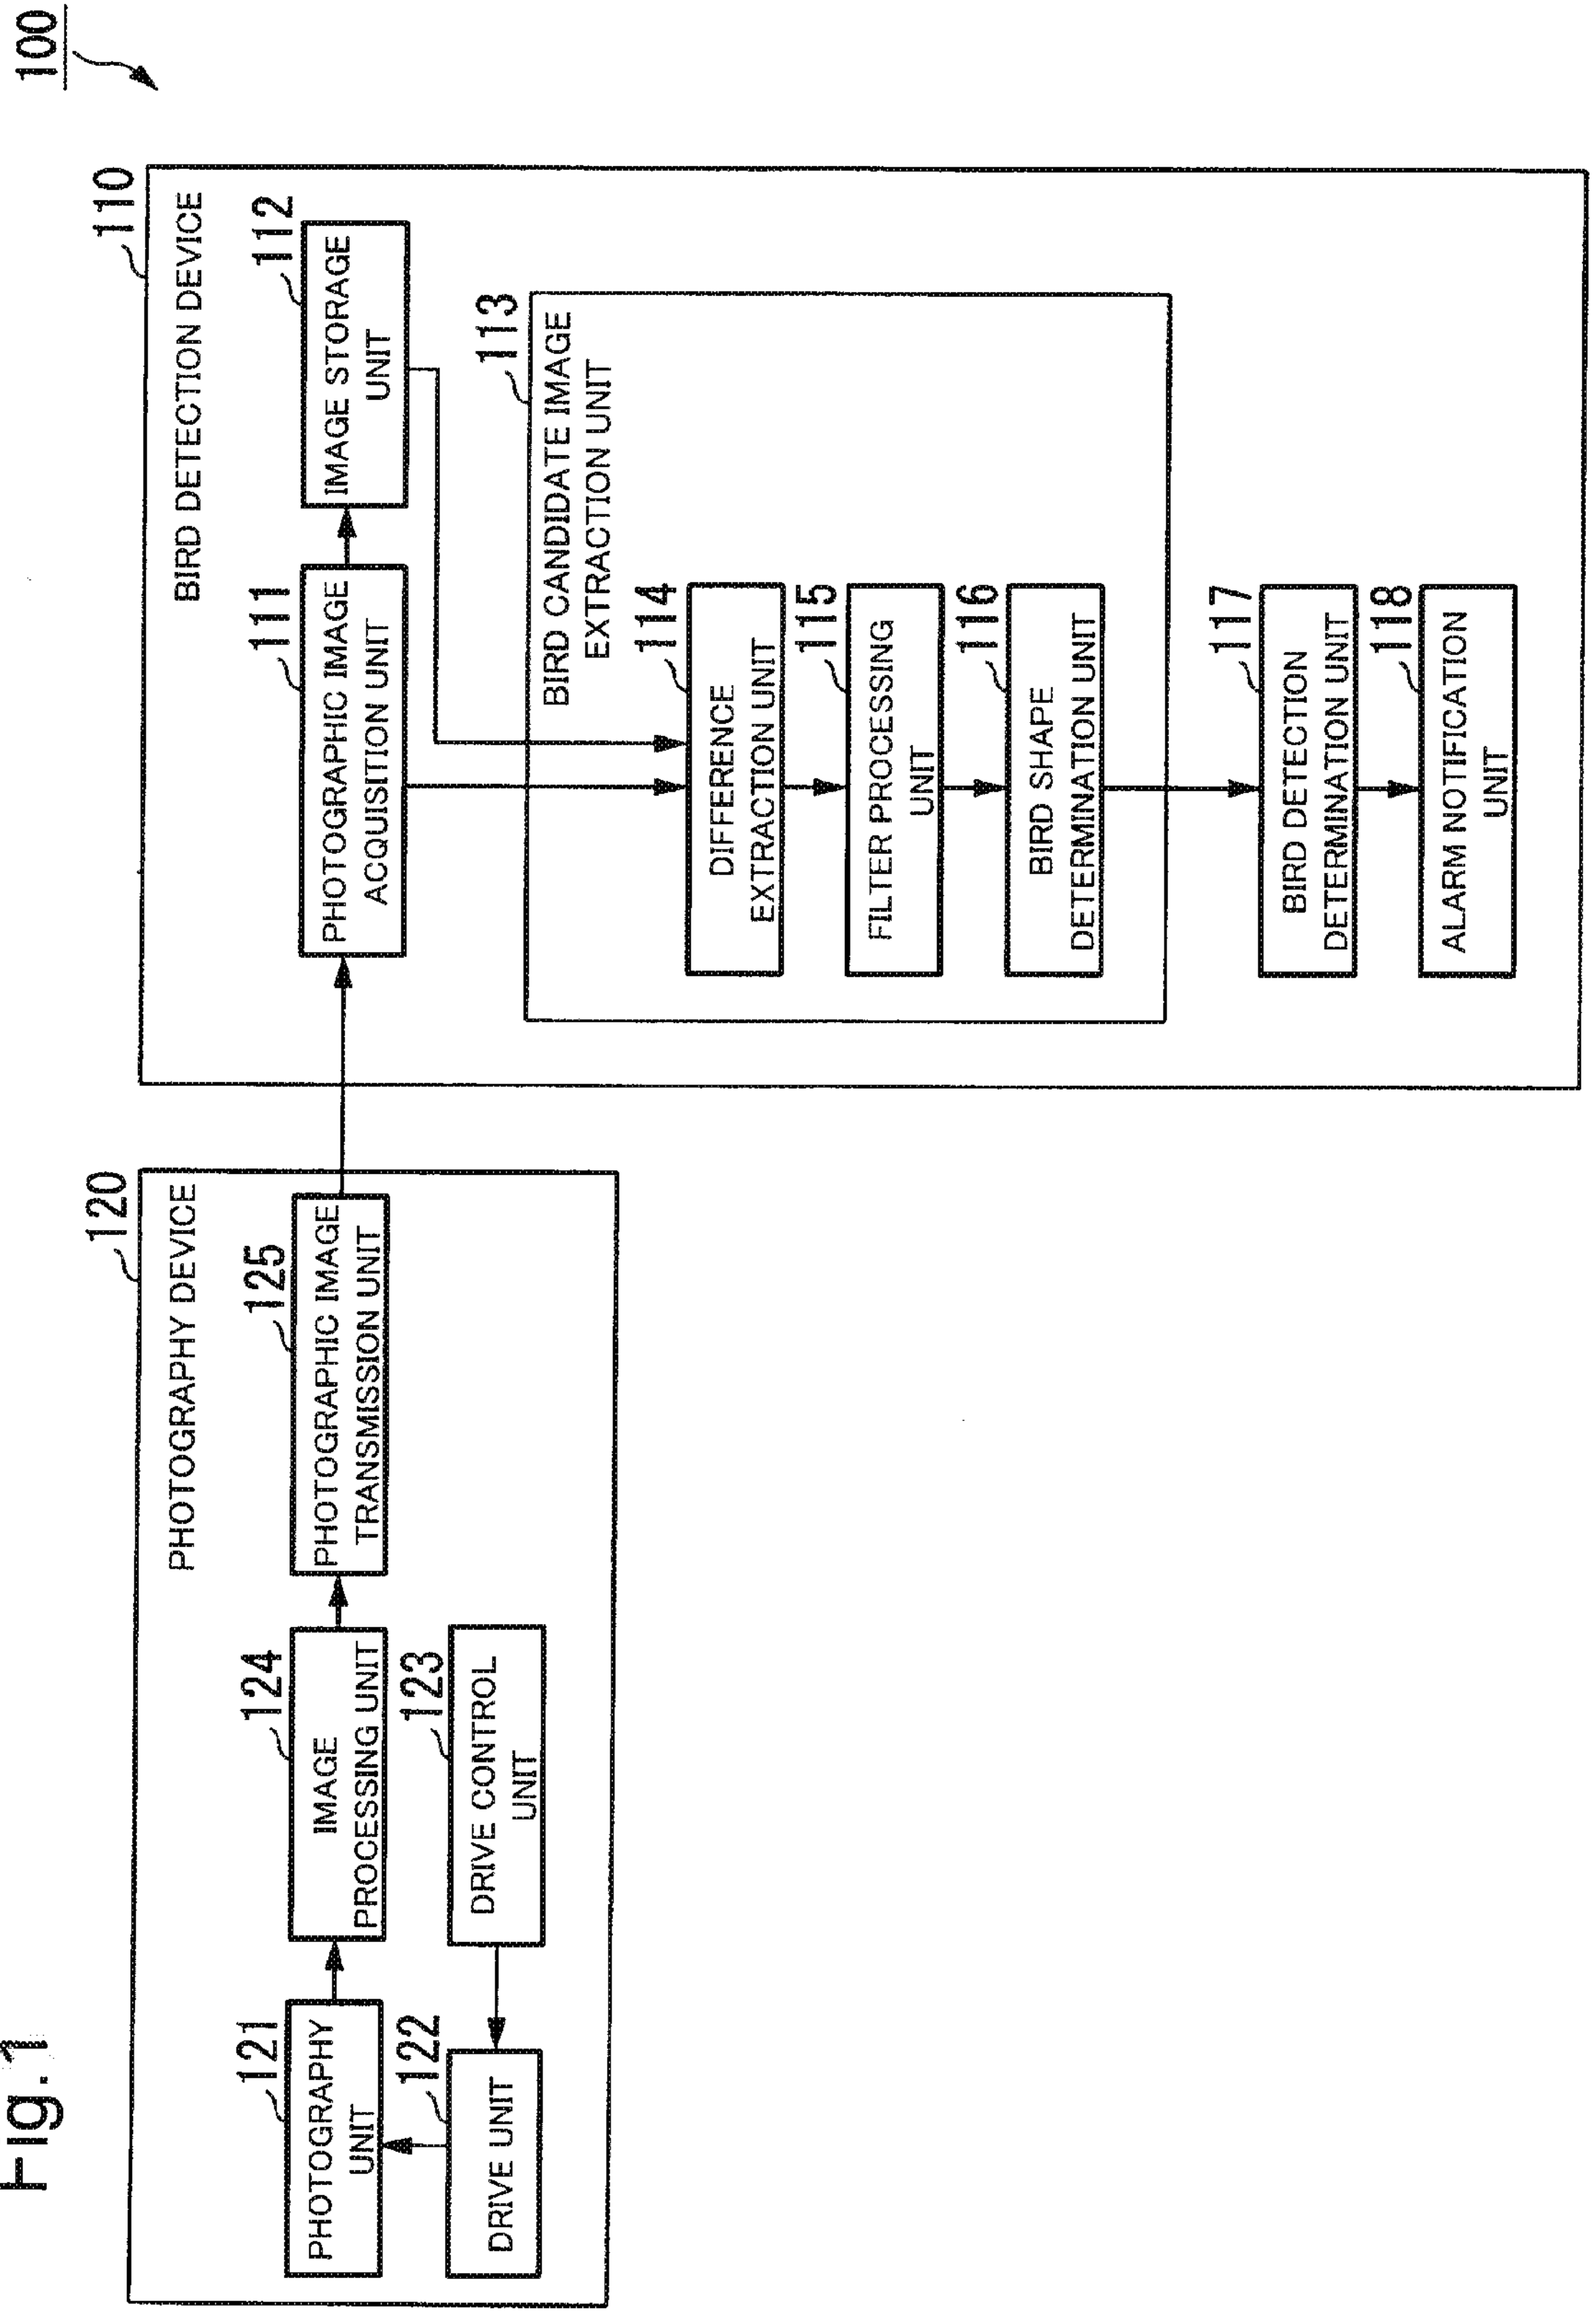 Fig.1
100
120
PHOTOGRAPHY DEVICE
121
PHOTOGRAPHY
UNIT
124
IMAGE
PROCESSING UNIT
125
PHOTOGRAPHIC IMAGE
TRANSMISSION UNIT
122
DRIVE UNIT
123
DRIVE CONTROL
UNIT
110
BIRD DETECTION DEVICE
111
PHOTOGRAPHIC IMAGE
ACQUISITION UNIT
112
IMAGE STORAGE
UNIT
113
BIRD CANDIDATE IMAGE
EXTRACTION UNIT
114
DIFFERENCE
EXTRACTION UNIT
115
FILTER PROCESSING
UNIT
116
BIRD SHAPE
DETERMINATION UNIT
117
BIRD DETECTION
DETERMINATION UNIT
118
ALARM NOTIFICATION
UNIT